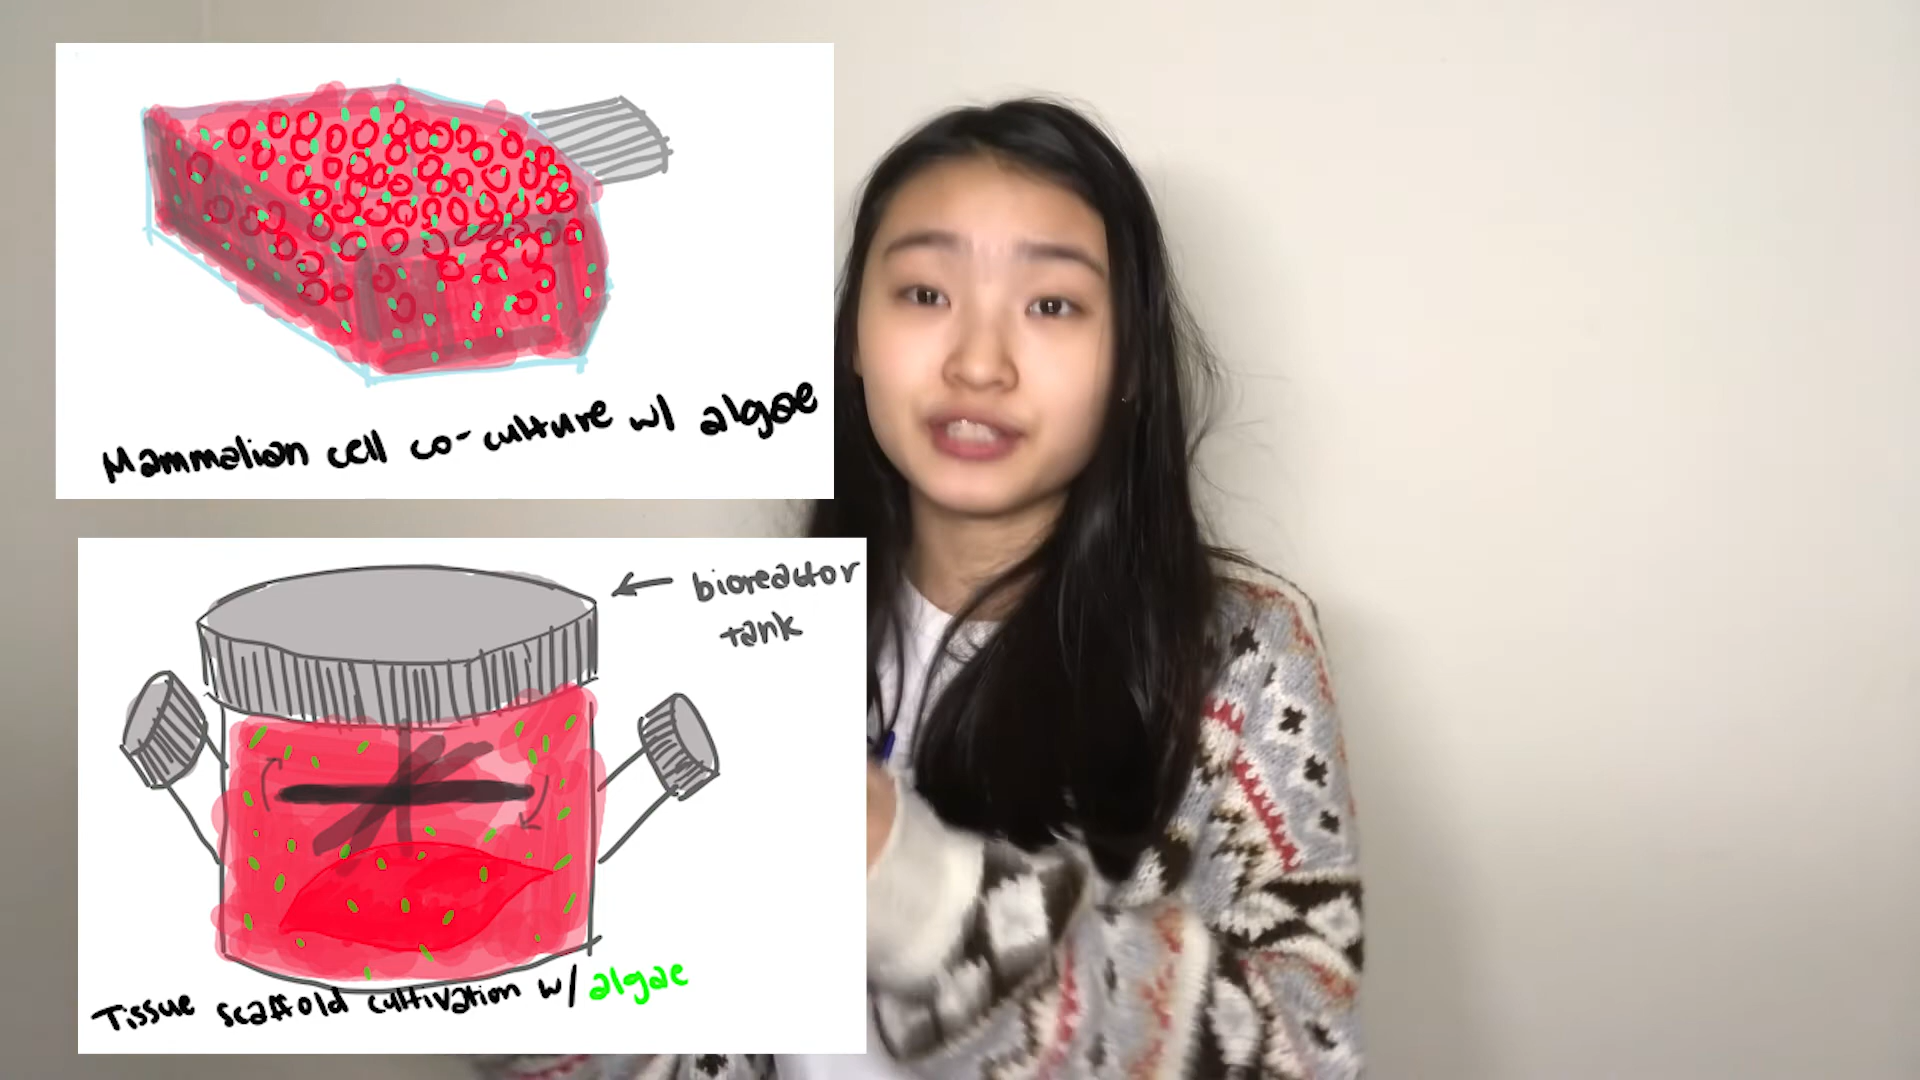 Mammalian cell co-culture w/ algae
bioreactor
tank
Tissue scaffold cultivation w/ algae